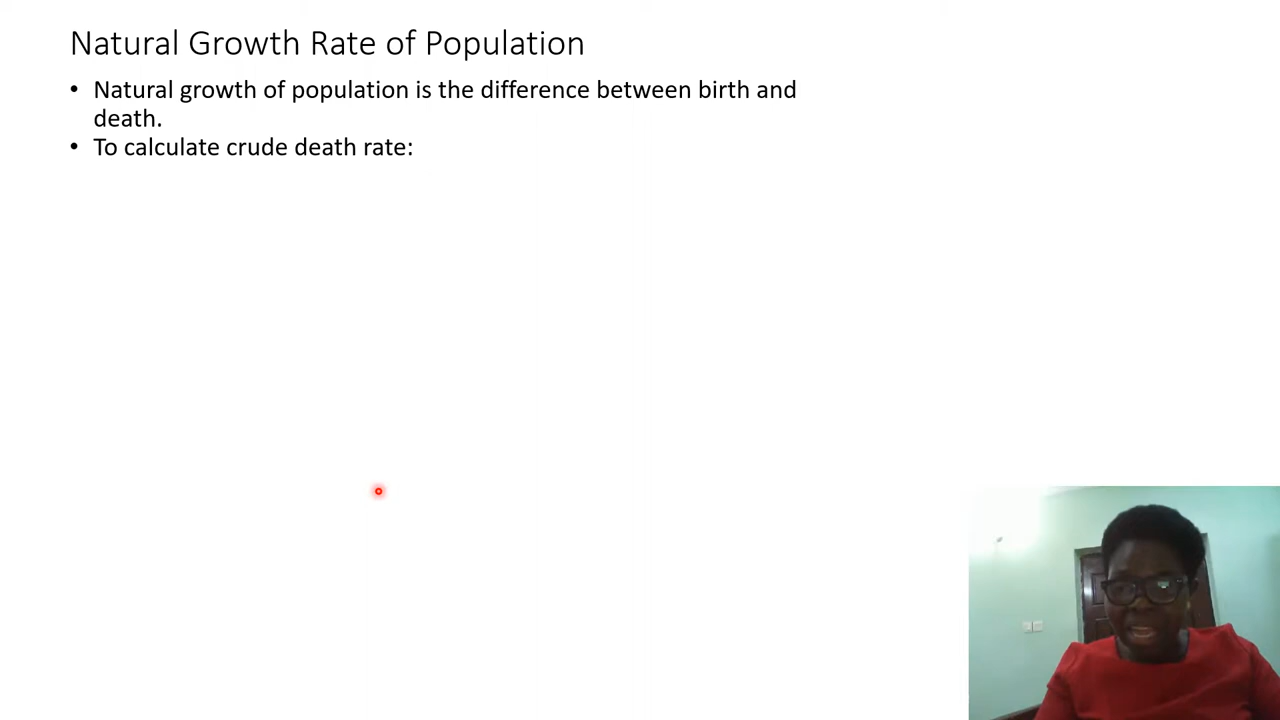 Natural Growth Rate of Population
• Natural growth of population is the difference between birth and
death.
• To calculate crude death rate: